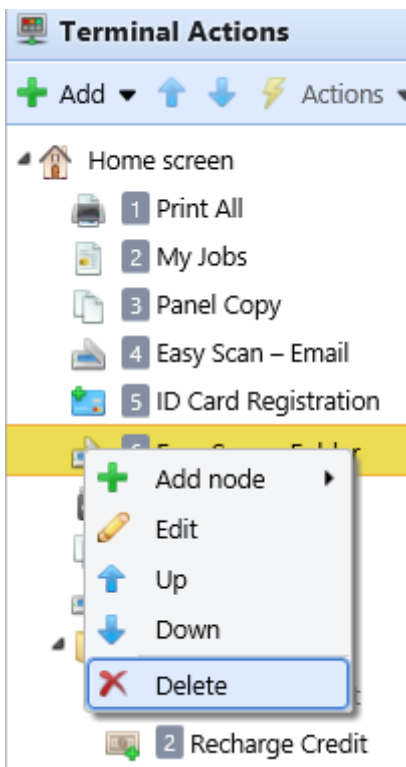 Terminal Actions
Add Actions
Home screen
1 Print All
2 My Jobs
3 Panel Copy
4 Easy Scan – Email
5 ID Card Registration
Add node
Edit
Up
Down
Delete
2 Recharge Credit